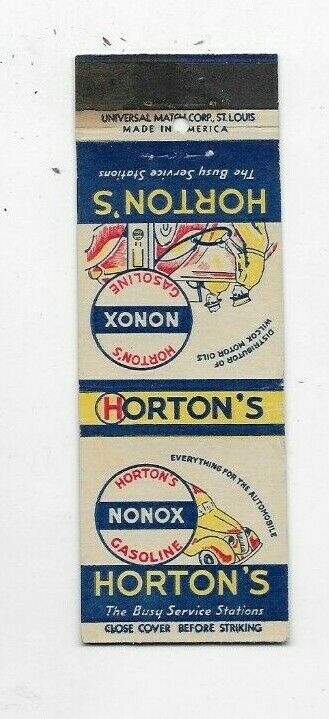 UNIVERSAL MATCH CORP., ST. LOUIS
MADE IN AMERICA
HORTON'S
The Busy Service Stations
DISTRIBUTOR OF
WILCOX MOTOR OILS
HORTON'S
NONOX
GASOLINE
HORTON'S
EVERYTHING FOR THE AUTOMOBILE
HORTON'S
NONOX
GASOLINE
HORTON'S
The Busy Service Stations
CLOSE COVER BEFORE STRIKING